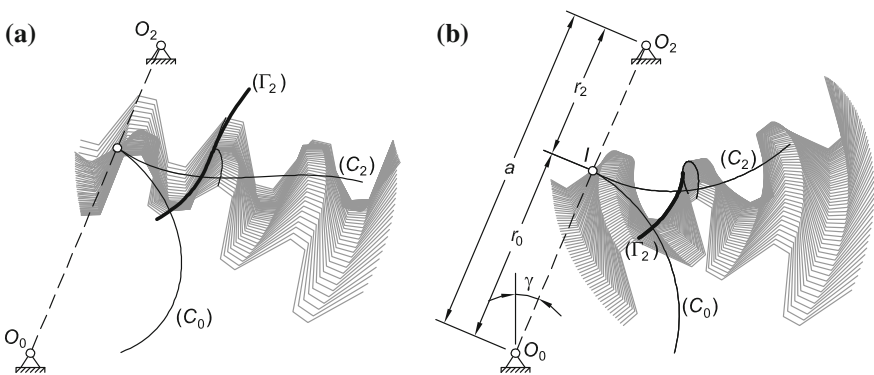 (a)
O₂
(Γ₂)
(C₂)
(C₀)
O₀
(b)
O₂
r₂
I
a
(C₂)
r₀
(Γ₂)
γ
(C₀)
O₀